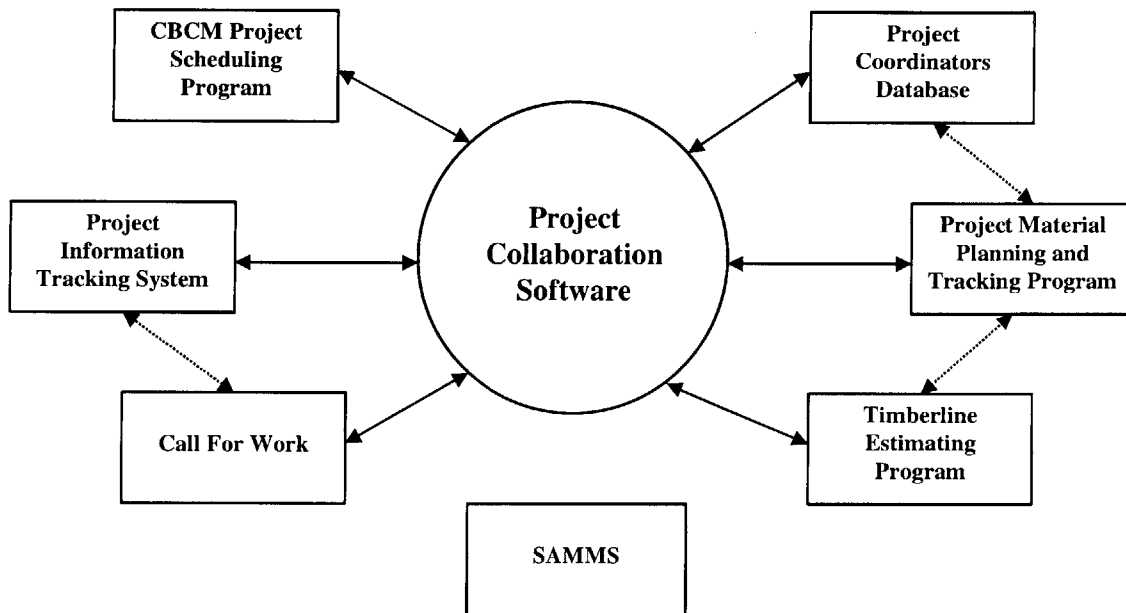 CBCM Project
Scheduling
Program
Project
Coordinators
Database
Project
Information
Tracking System
Project
Collaboration
Software
Project Material
Planning and
Tracking Program
Call For Work
Timberline
Estimating
Program
SAMMS